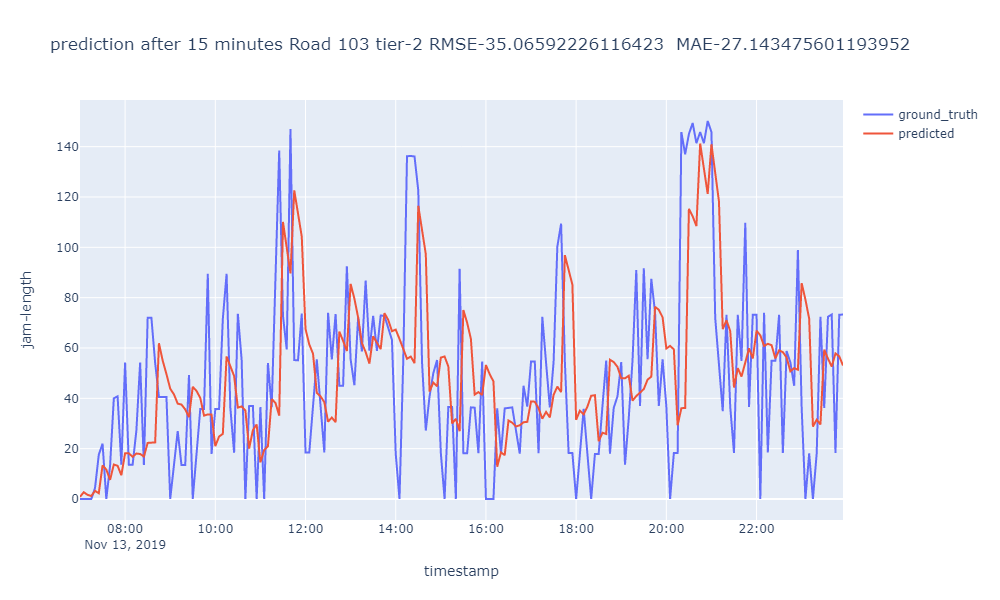 prediction after 15 minutes Road 103 tier-2 RMSE-35.06592226116423  MAE-27.143475601193952
ground_truth
predicted
140
120
100
80
60
40
20
0
jam-length
08:00 10:00 12:00 14:00 16:00 18:00 20:00 22:00
Nov 13, 2019
timestamp